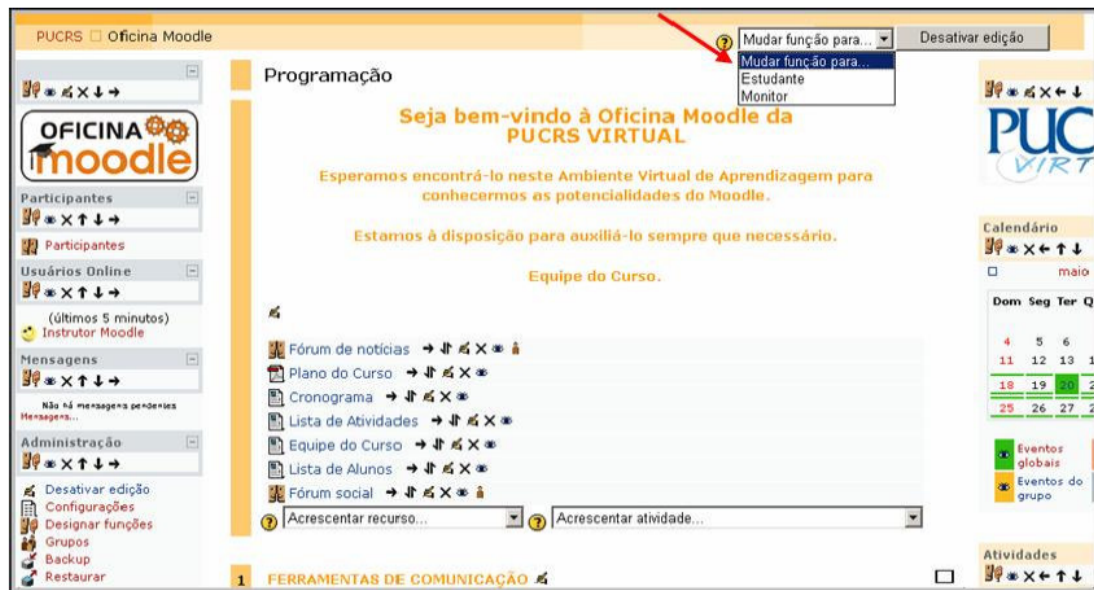 PUCRS Oficina Moodle
Mudar função para...
Desativar edição
Mudar função para...
Estudante
Monitor
OFICINA
moodle
Participantes
Participantes
Usuários Online
(últimos 5 minutos)
Instrutor Moodle
Mensagens
Não há mensagens pendentes
Mensagens...
Administração
Desativar edição
Configurações
Designar funções
Grupos
Backup
Restaurar
Programação
Seja bem-vindo à Oficina Moodle da
PUCRS VIRTUAL
Esperamos encontrá-lo neste Ambiente Virtual de Aprendizagem para
conhecermos as potencialidades do Moodle.
Estamos à disposição para auxiliá-lo sempre que necessário.
Equipe do Curso.
Fórum de notícias
Plano do Curso
Cronograma
Lista de Atividades
Equipe do Curso
Lista de Alunos
Fórum social
Acrescentar recurso... Acrescentar atividade...
1 FERRAMENTAS DE COMUNICAÇÃO
PUC
VIRT
Calendário
maio
Dom Seg Ter Q
4 5 6
11 12 13 1
18 19 20 2
25 26 27 2
Eventos
globais
Eventos do
grupo
Atividades